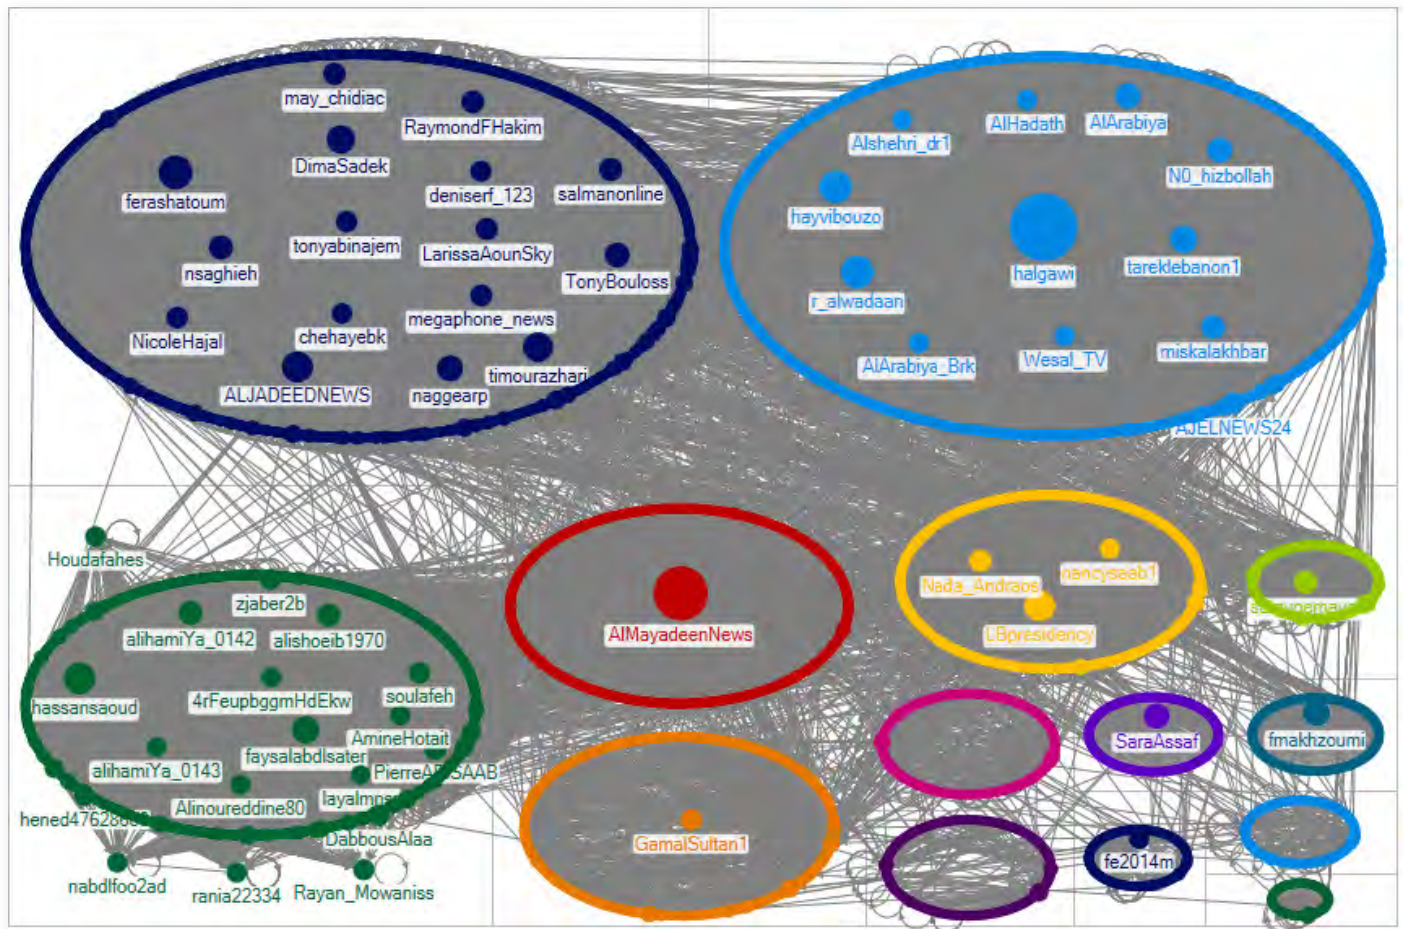 may_chidiac
RaymondFHakim
DimaSadek
ferashatoum
deniserf_123
salmanonline
tonyabinajem
LarissaAounSky
nsaghieh
TonyBouloss
NicoleHajal
chehayebk
megaphone_news
timourazhari
ALJADEEDNEWS
naggearp
AlHadath
AlArabiya
Alshehri_dr1
N0_hizbollah
hayvibouzo
halgawi
tareklebanon1
r_alwadaan
AlArabiya_Brk
Wesal_TV
miskalakhbar
AJELNEWS24
Houdafahes
zjaber2b
alihamiYa_0142
alishoeib1970
hassansaoud
4rFeupbggmHdEkw
soulafeh
AmineHotait
faysalabdlsater
alihamiYa_0143
Alinoureddine80
DabbousAlaa
nabdlfoo2ad
rania22334
Rayan_Mowaniss
AlMayadeenNews
Nada_Andraos
nancysaab1
LBpresidency
GamalSultan1
SaraAssaf
fmakhzoumi
fe2014m